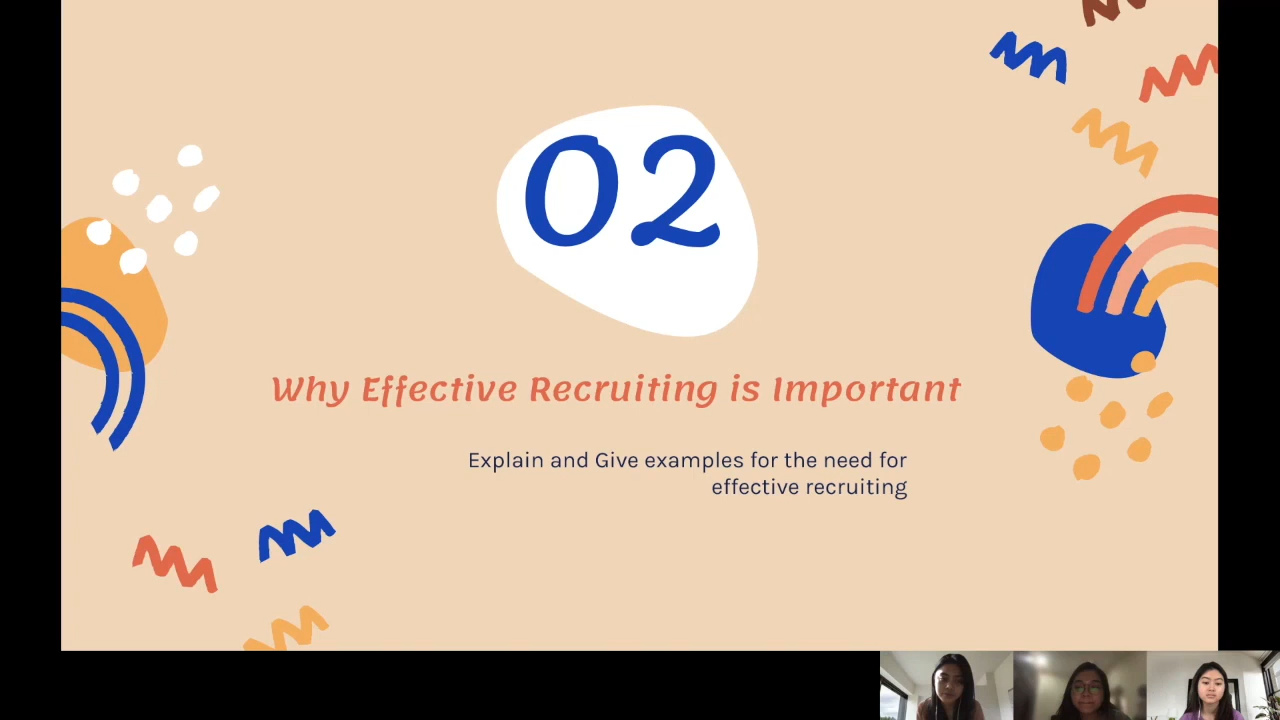 02
Why Effective Recruiting is Important
Explain and Give examples for the need for
effective recruiting